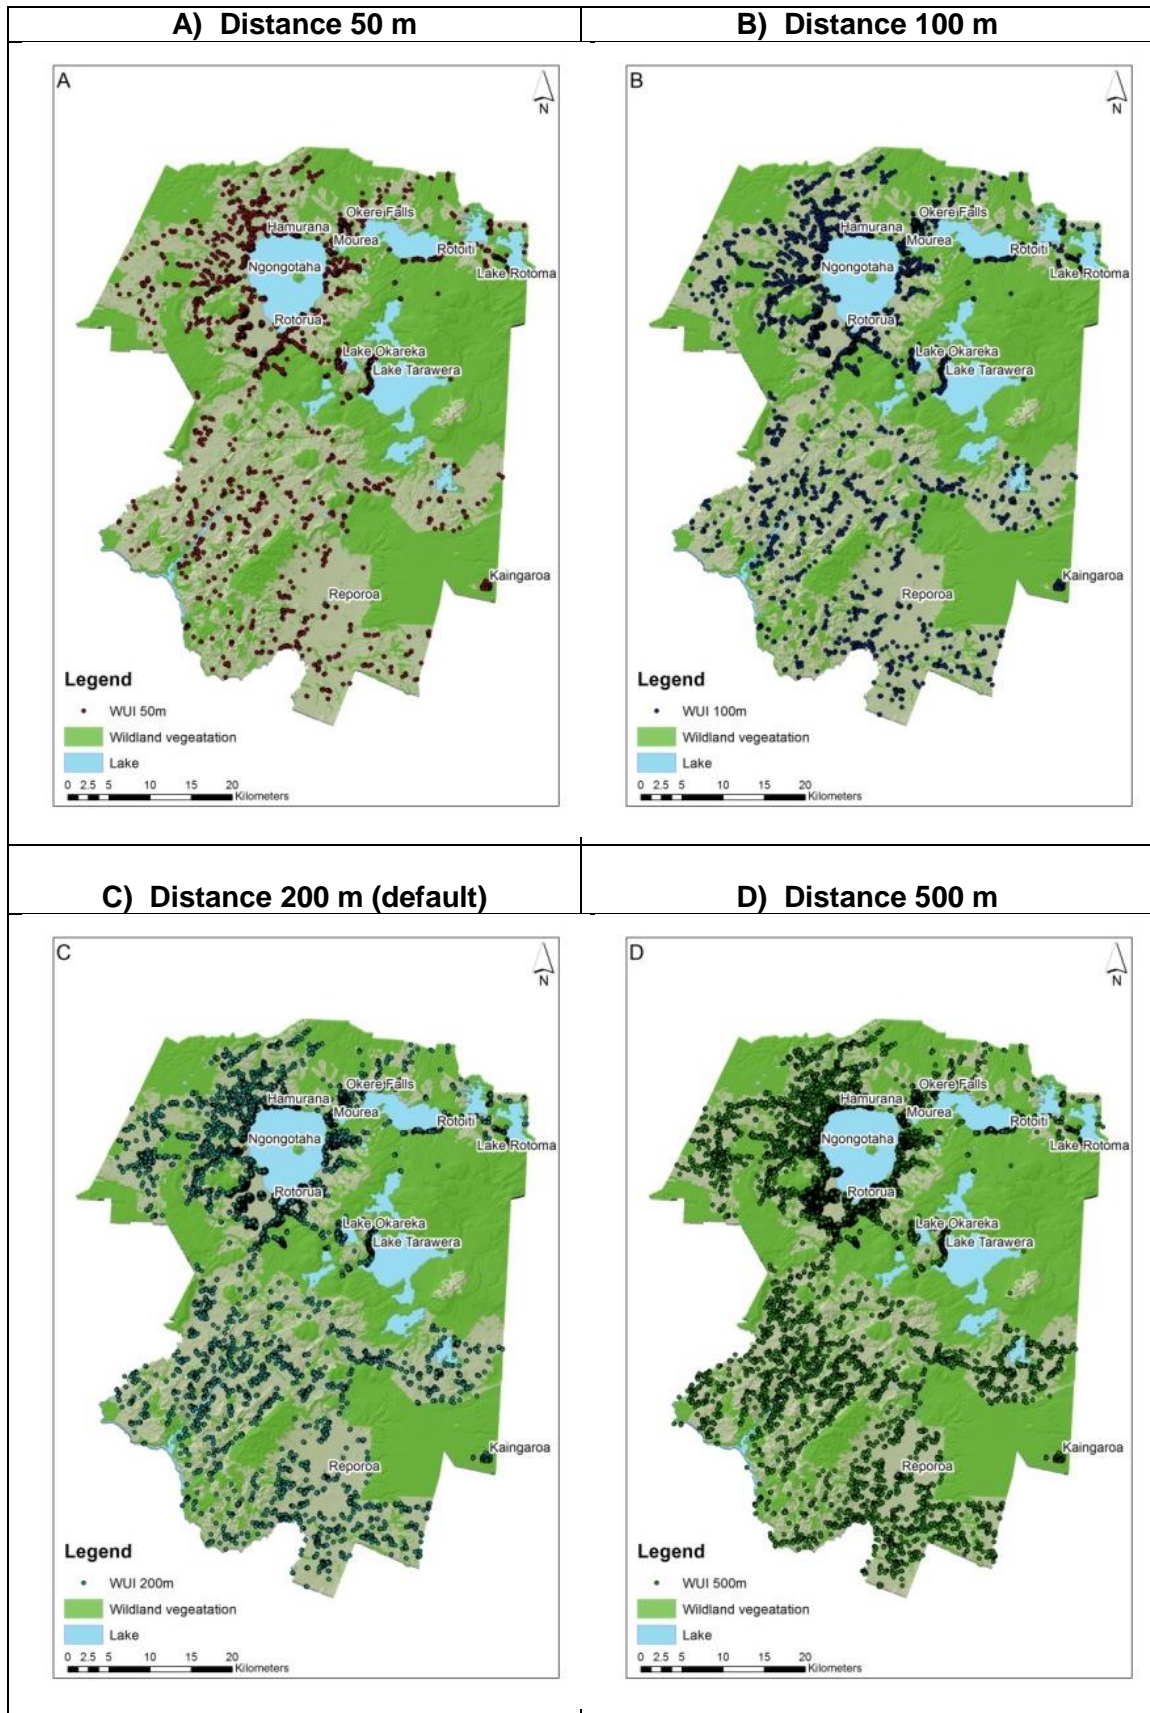 A) Distance 50 m
B) Distance 100 m
A
N
Okere Falls
Hamurana
Mourea
Rotoiti
Ngongotaha
Lake Rotoma
Rotorua
Lake Okareka
Lake Tarawera
Kaingaroa
Reporoa
Legend
WUI 50m
Wildland vegeatation
Lake
0 2.5 5 10 15 20
Kilometers
B
N
Okere Falls
Hamurana
Mourea
Rotoiti
Ngongotaha
Lake Rotoma
Rotorua
Lake Okareka
Lake Tarawera
Kaingaroa
Reporoa
Legend
WUI 100m
Wildland vegeatation
Lake
0 2.5 5 10 15 20
Kilometers
C) Distance 200 m (default)
D) Distance 500 m
C
N
Okere Falls
Hamurana
Mourea
Rotoiti
Ngongotaha
Lake Rotoma
Rotorua
Lake Okareka
Lake Tarawera
Kaingaroa
Reporoa
Legend
WUI 200m
Wildland vegeatation
Lake
0 2.5 5 10 15 20
Kilometers
D
N
Okere Falls
Hamurana
Mourea
Rotoiti
Ngongotaha
Lake Rotoma
Rotorua
Lake Okareka
Lake Tarawera
Kaingaroa
Reporoa
Legend
WUI 500m
Wildland vegeatation
Lake
0 2.5 5 10 15 20
Kilometers